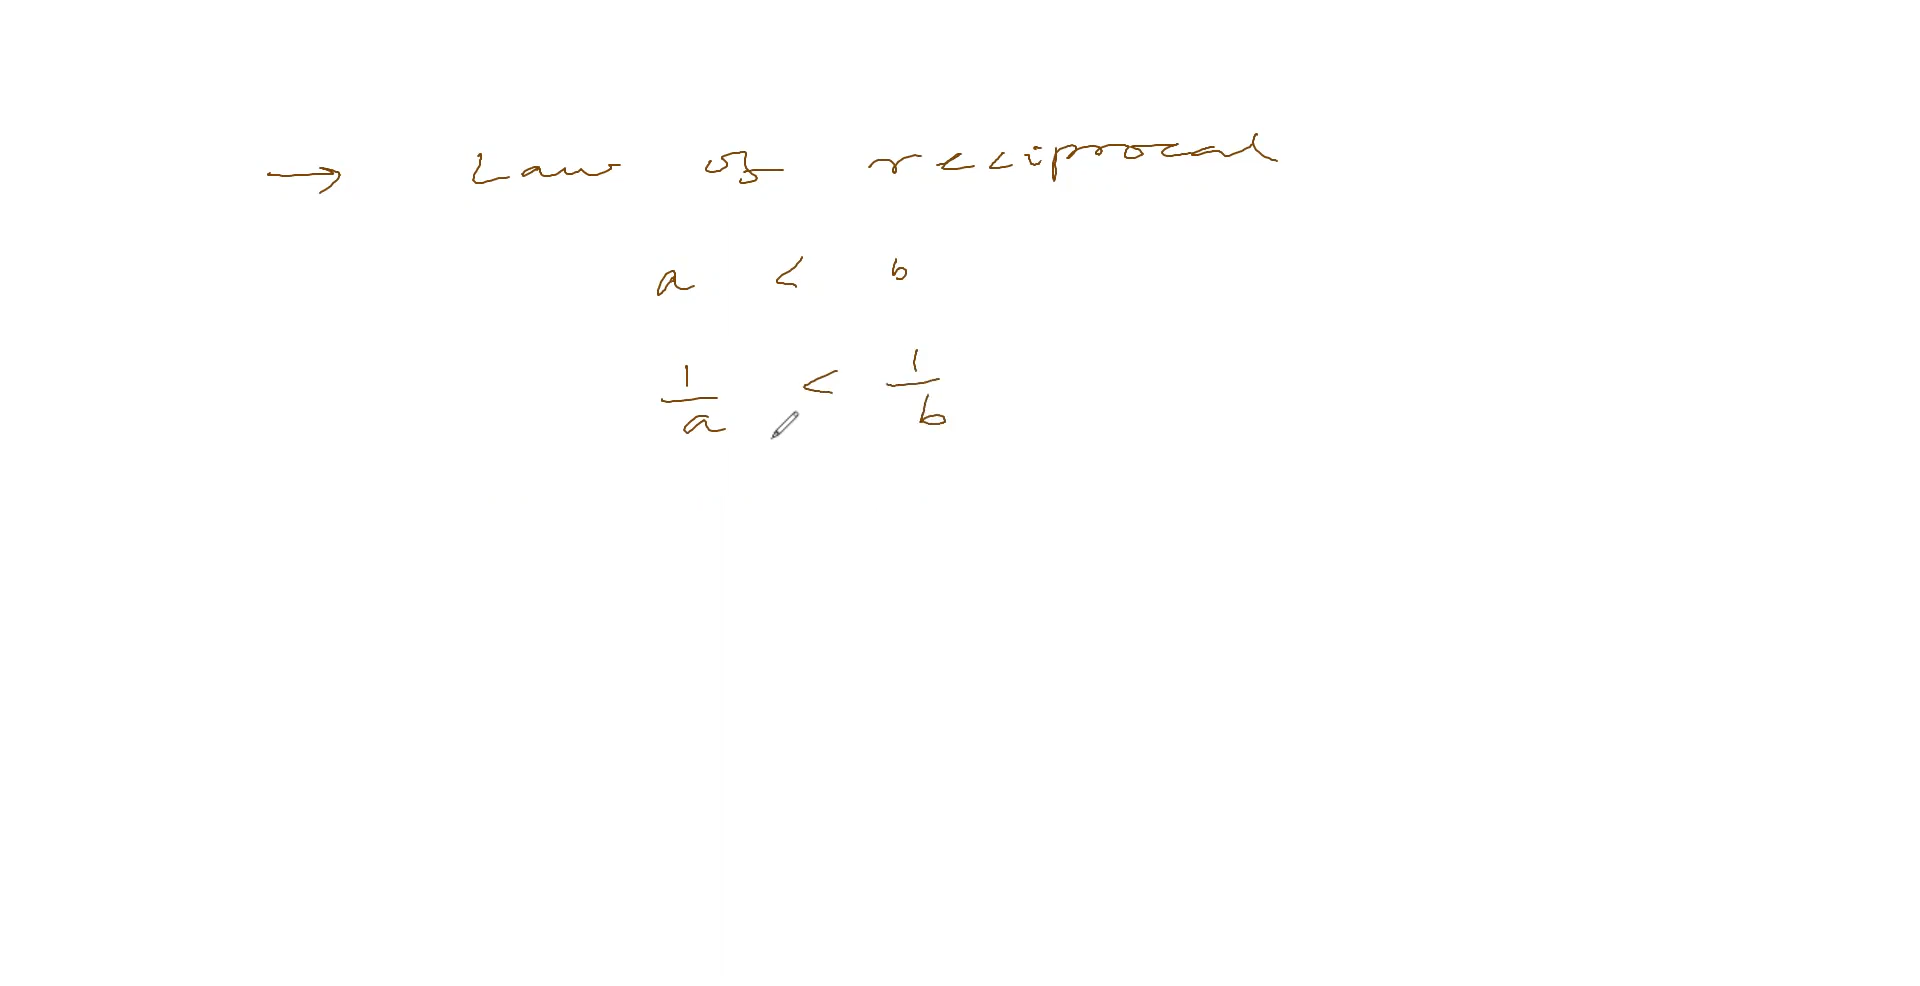 → Law of reciprocal
a < b
1/a < 1/b